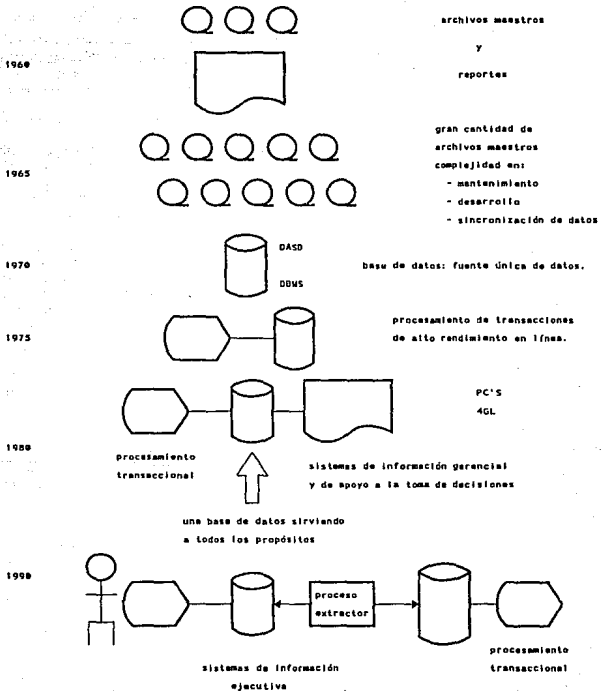 archivos maestros
y
1960
reportes
gran cantidad de
archivos maestros
complejidad en:
1965
- mantenimiento
- desarrollo
- sincronización de datos
DASD
1970
base de datos: fuente única de datos.
DBMS
procesamiento de transacciones
de alto rendimiento en línea.
1975
PC'S
4GL
1980
procesamiento
transaccional
sistemas de información gerencial
y de apoyo a la toma de decisiones
una base de datos sirviendo
a todos los propósitos
1990
proceso
extractor
procesamiento
transaccional
sistemas de información
ejecutiva